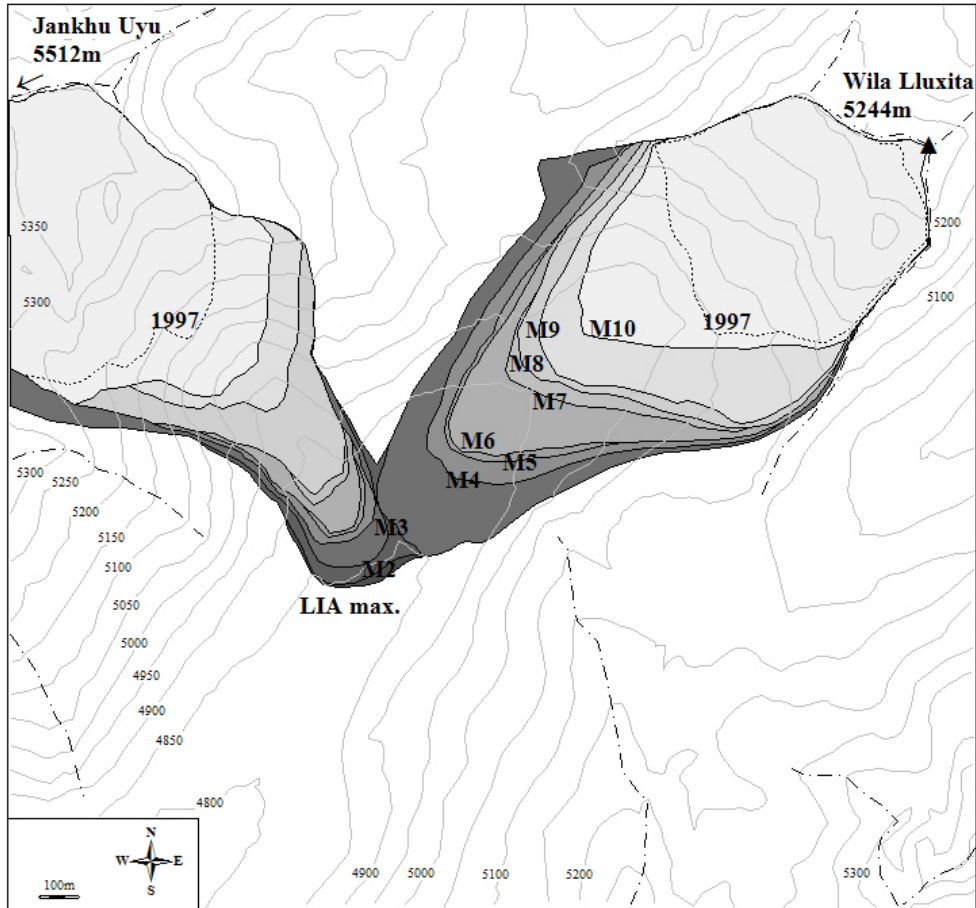 Jankhu Uyu
5512m
Wila Lluxita
5244m
5350
5200
5300
5100
1997
M9
M10
1997
M8
M7
M6
M5
M4
5300
5250
5200
M3
5150
5100
M2
5050
LIA max.
5000
4950
4900
4850
4800
N
W E
S
100m
4900
5000
5100
5200
5300